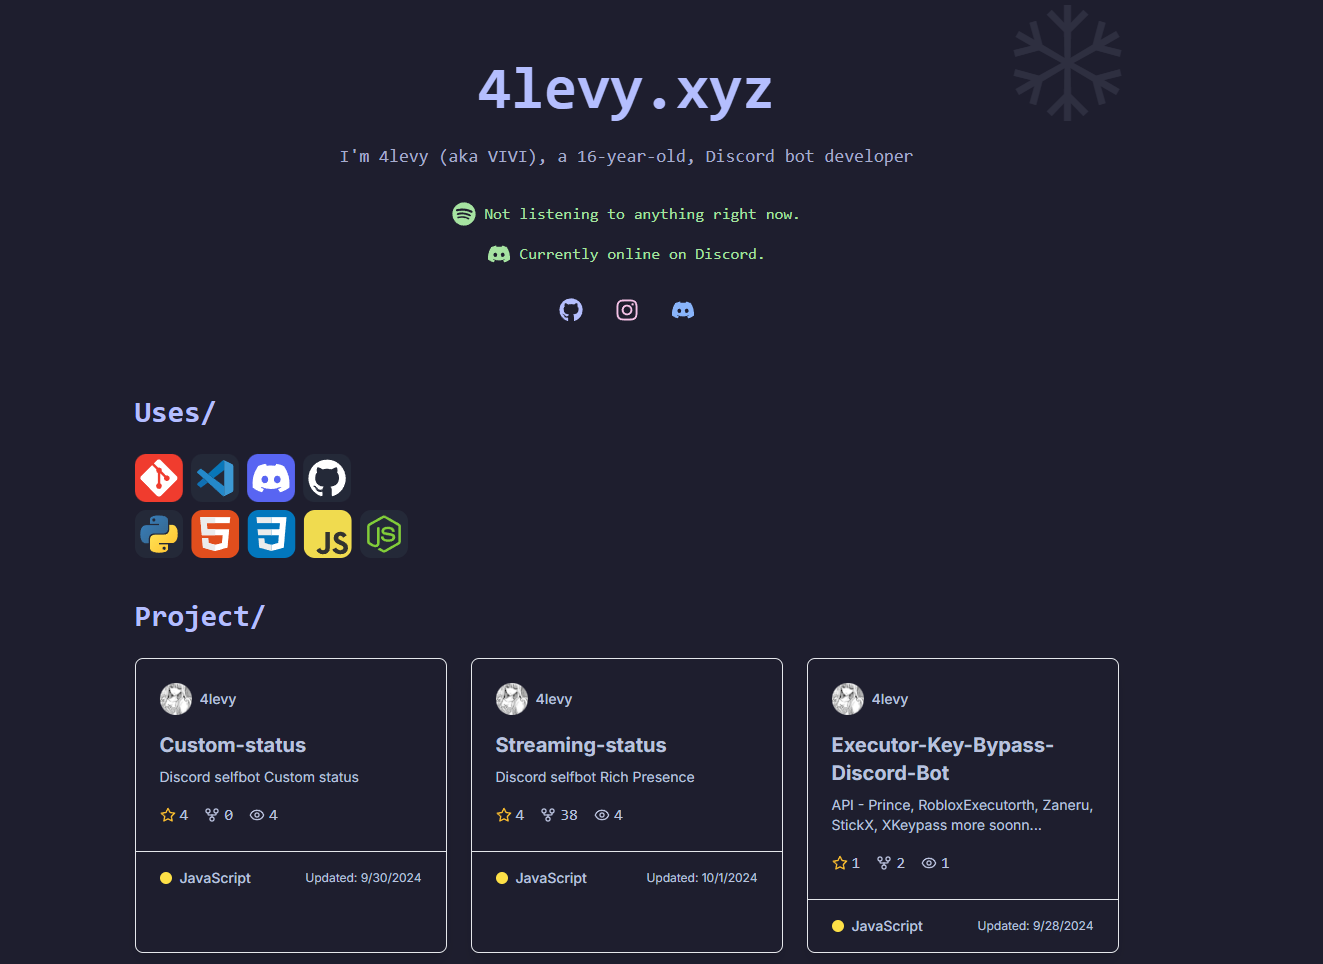 4levy.xyz
I'm 4levy (aka VIVI), a 16-year-old, Discord bot developer
Not listening to anything right now.
Currently online on Discord.
Uses/
JS
JS
Project/
4levy
Custom-status
Discord selfbot Custom status
4 0 4
JavaScript Updated: 9/30/2024
4levy
Streaming-status
Discord selfbot Rich Presence
4 38 4
JavaScript Updated: 10/1/2024
4levy
Executor-Key-Bypass-
Discord-Bot
API - Prince, RobloxExecutorth, Zaneru,
StickX, XKeypass more soonn...
1 2 1
JavaScript Updated: 9/28/2024